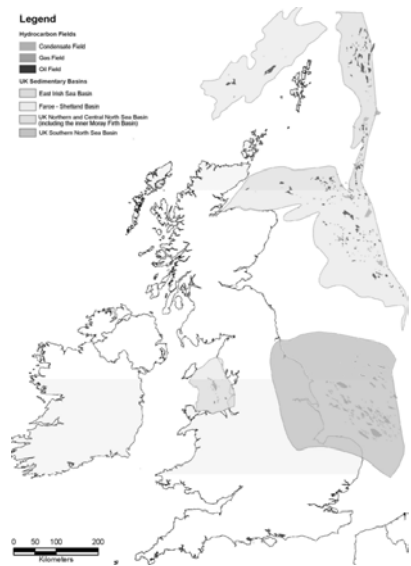 Legend
Hydrocarbon Fields
Condensate Field
Gas Field
Oil Field
UK Sedimentary Basins
East Irish Sea Basin
Faroe - Shetland Basin
UK Northern and Central North Sea Basin
(including the inner Moray Firth Basin)
UK Southern North Sea Basin
0 50 100 200
Kilometers